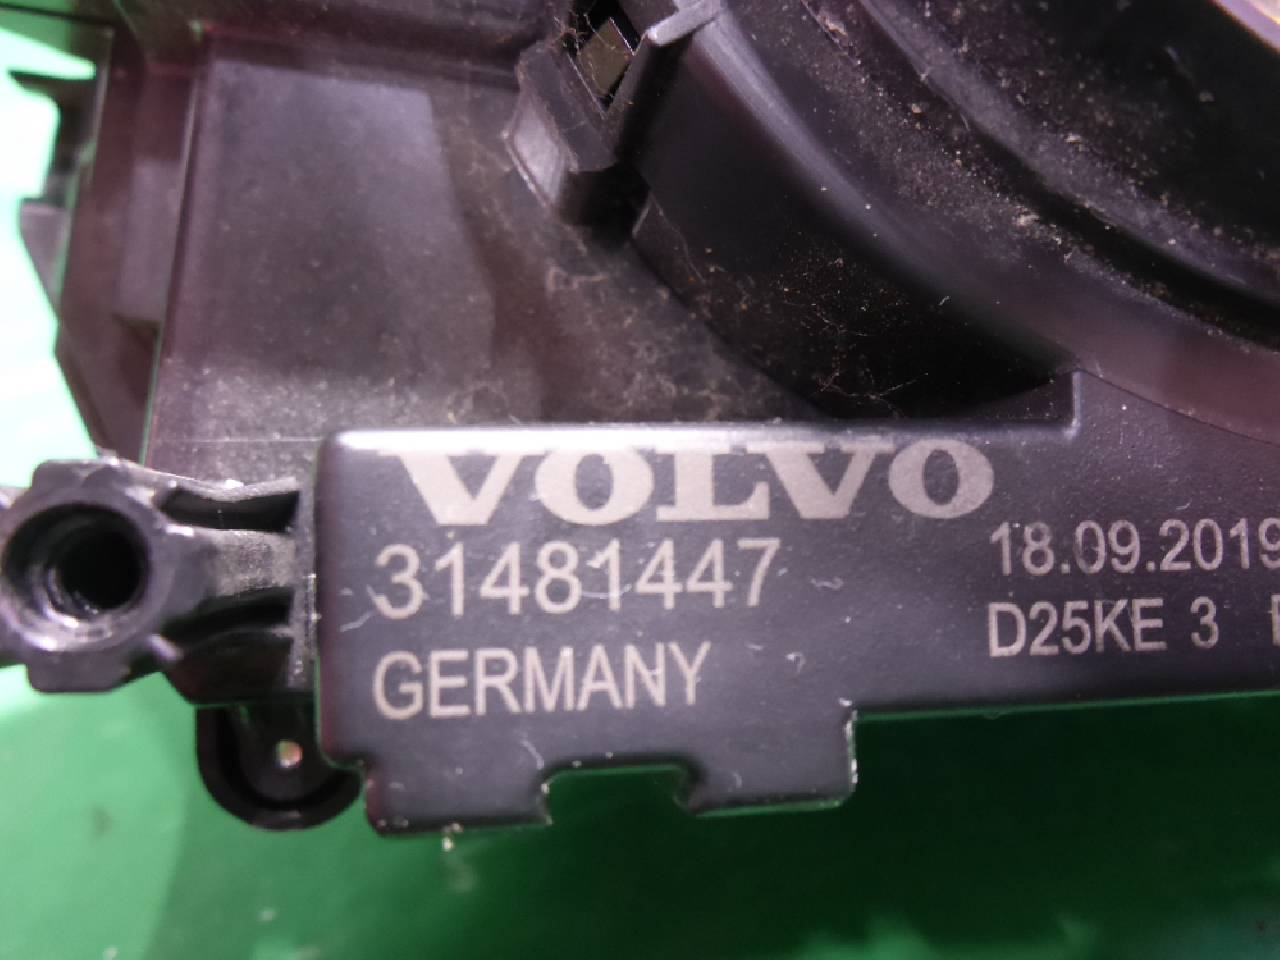 VOLVO
31481447
GERMANY
18.09.2019
D25KE 3